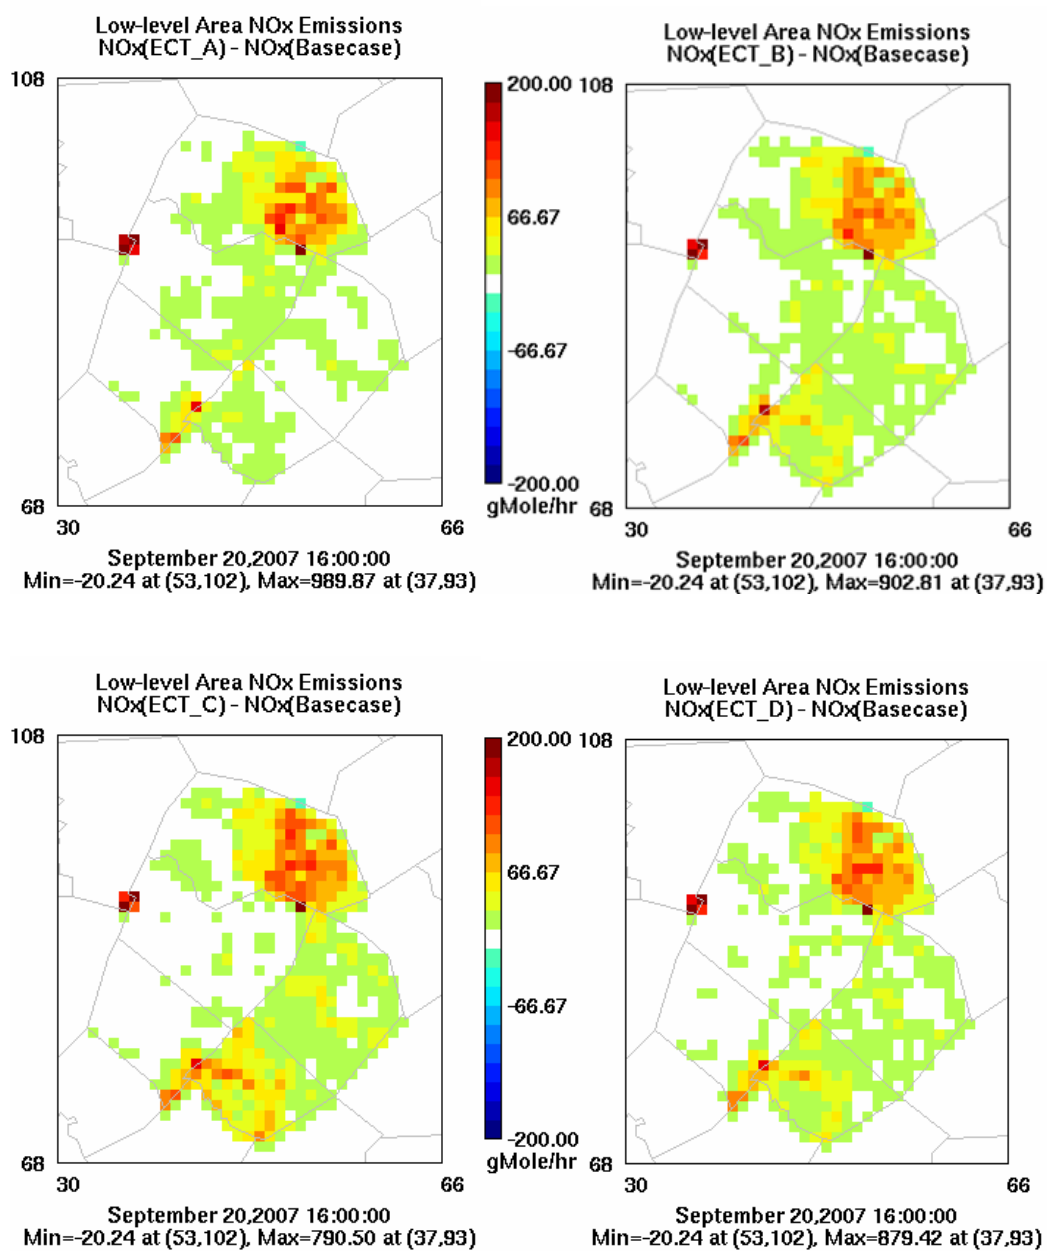 Low-level Area NOx Emissions
NOx(ECT_A) - NOx(Basecase)
108
200.00
66.67
-66.67
-200.00
gMole/hr
68
30
66
September 20,2007 16:00:00
Min=-20.24 at (53,102), Max=989.87 at (37,93)
Low-level Area NOx Emissions
NOx(ECT_B) - NOx(Basecase)
108
68
30
66
September 20,2007 16:00:00
Min=-20.24 at (53,102), Max=902.81 at (37,93)
Low-level Area NOx Emissions
NOx(ECT_C) - NOx(Basecase)
108
200.00
66.67
-66.67
-200.00
gMole/hr
68
30
66
September 20,2007 16:00:00
Min=-20.24 at (53,102), Max=790.50 at (37,93)
Low-level Area NOx Emissions
NOx(ECT_D) - NOx(Basecase)
108
68
30
66
September 20,2007 16:00:00
Min=-20.24 at (53,102), Max=879.42 at (37,93)